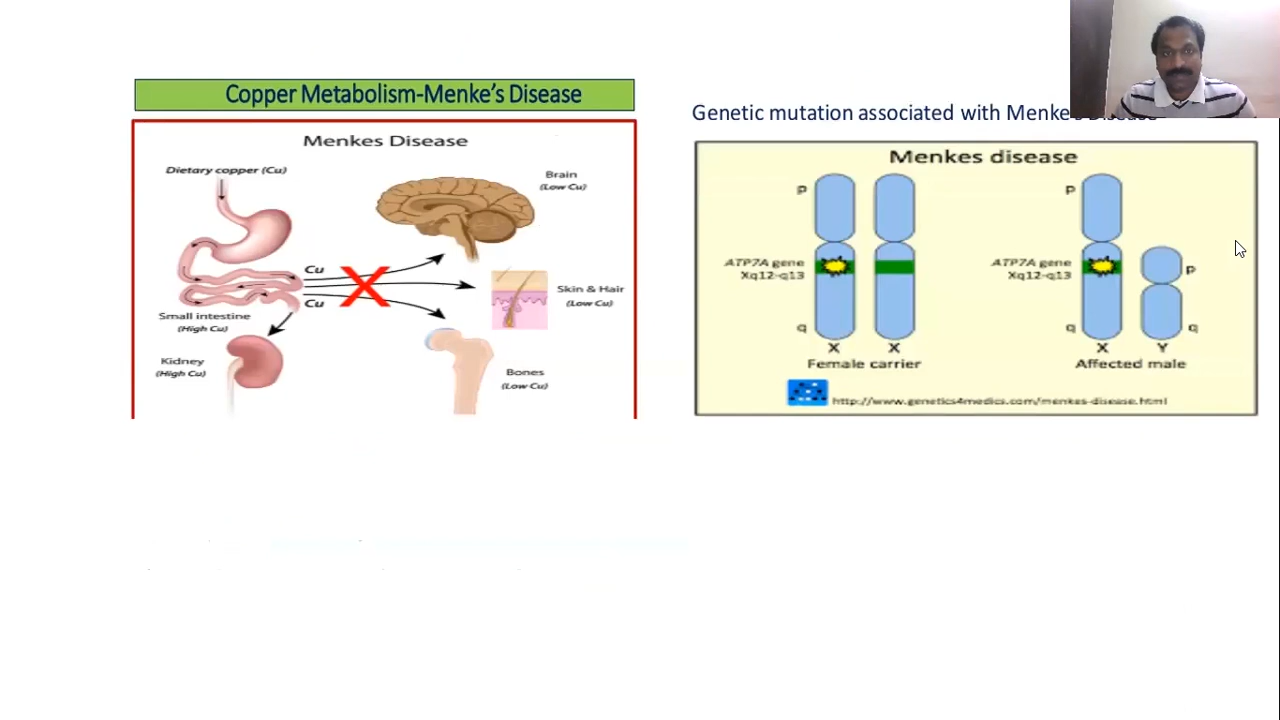 Copper Metabolism-Menke's Disease
Menkes Disease
Dietary copper (Cu)
Brain
(Low Cu)
Cu
Cu
Skin & Hair
(Low Cu)
Small intestine
(High Cu)
Kidney
(High Cu)
Bones
(Low Cu)
Genetic mutation associated with Menke's Disease
Menkes disease
p
ATP7A gene
Xq12-q13
q
X
X
Female carrier
p
ATP7A gene
Xq12-q13
q
X
p
q
Y
Affected male
http://www.genetics4medics.com/menkes-disease.html